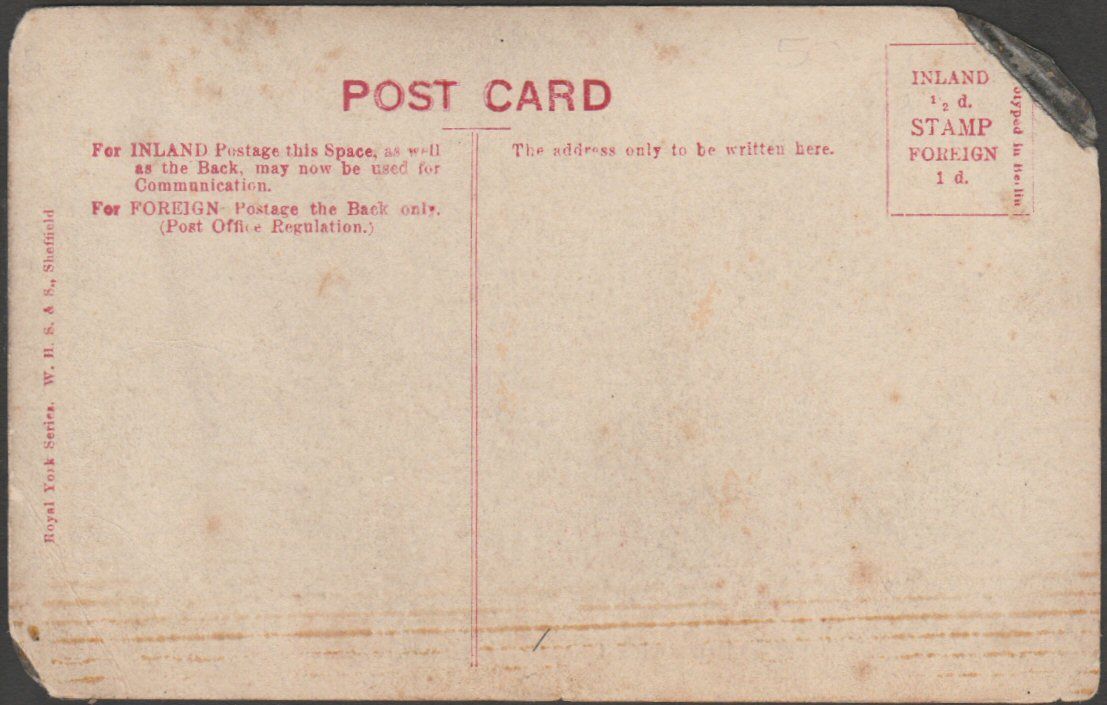 POST CARD
For INLAND Postage this Space, as well
as the Back, may now be used for
Communication.
For FOREIGN Postage the Back only.
(Post Office Regulation.)
The address only to be written here.
INLAND
½ d.
STAMP
FOREIGN
1 d.
typed in Berlin
Royal York Series. W. H. S. & S., Sheffield